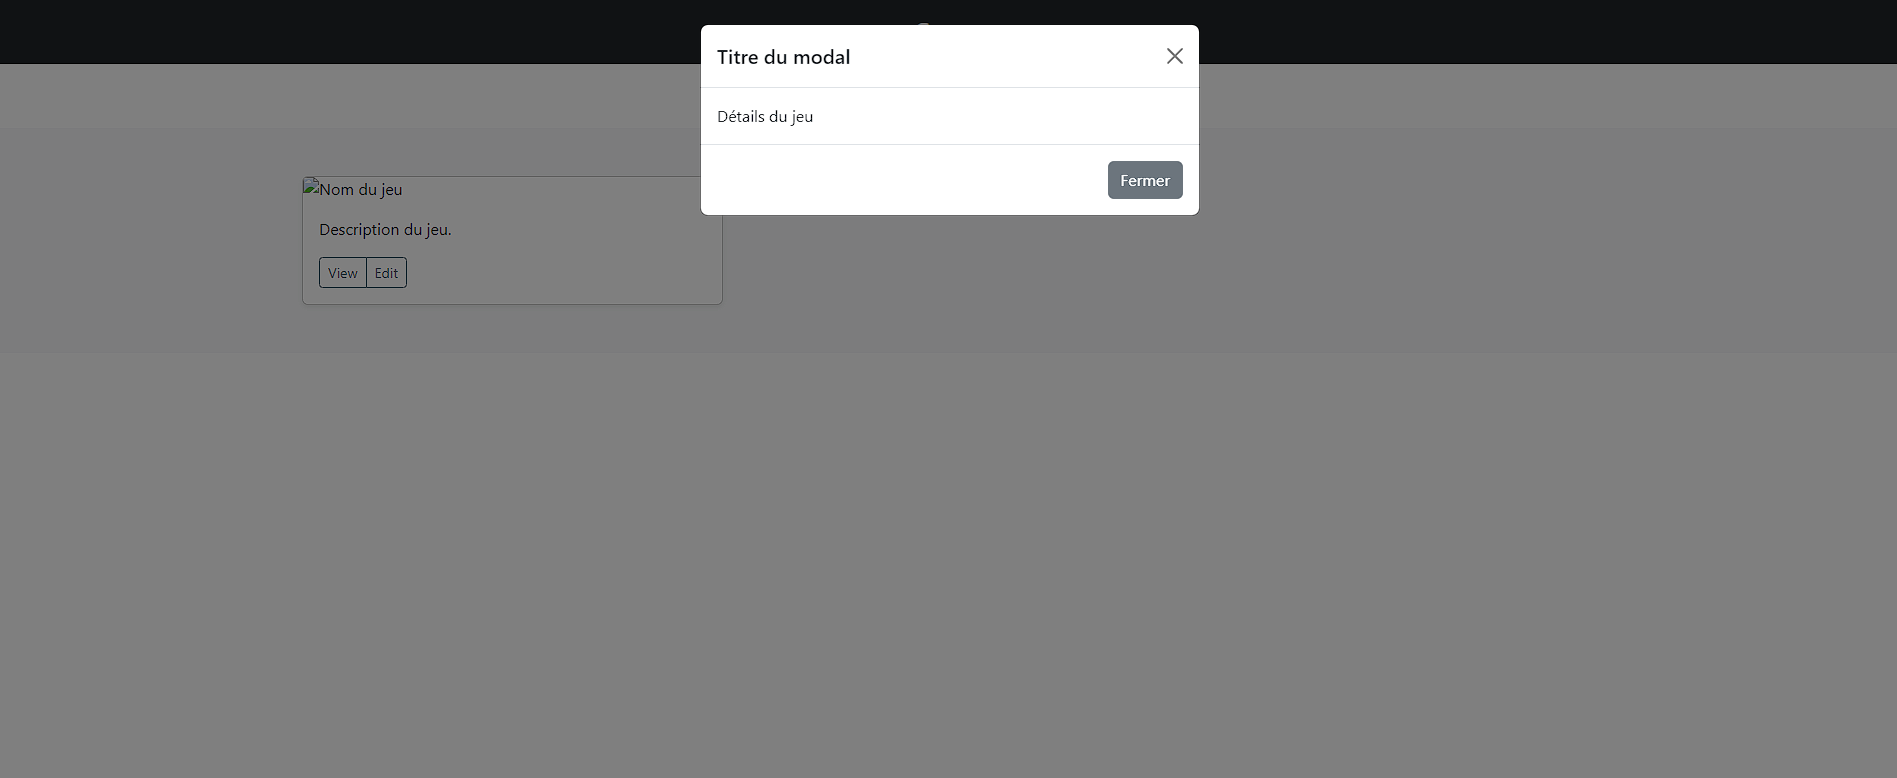 Titre du modal
Détails du jeu
Fermer
Nom du jeu
Description du jeu.
View Edit